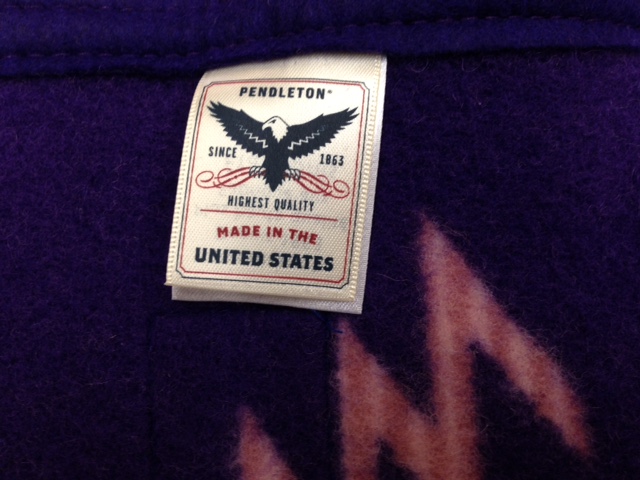 PENDLETON®
SINCE 1863
HIGHEST QUALITY
MADE IN THE
UNITED STATES